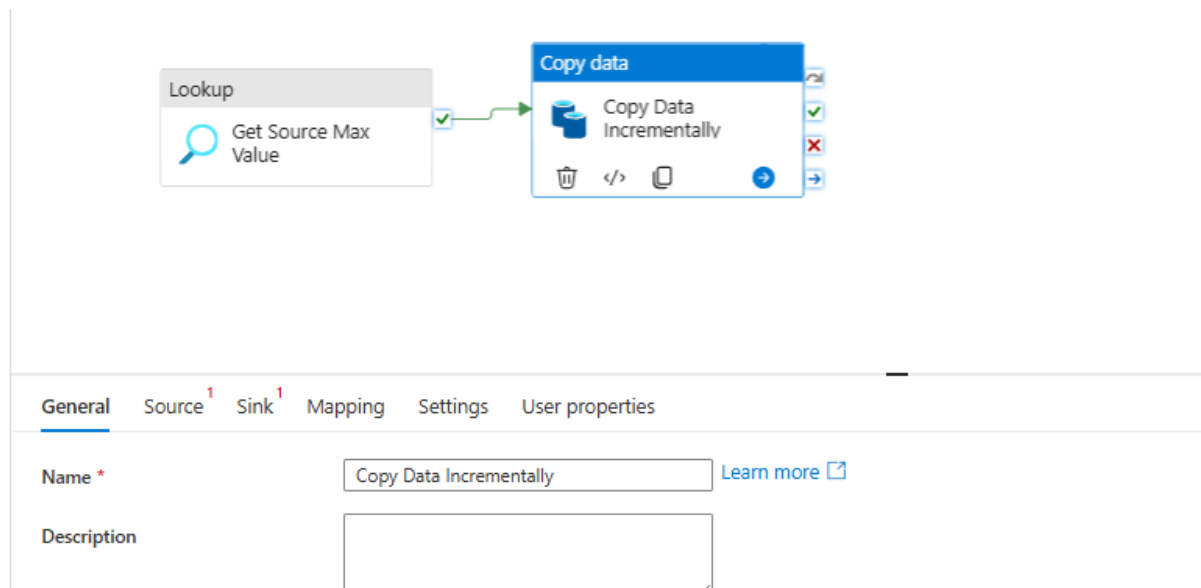 Copy data
Lookup
Copy Data
Incrementally
Get Source Max
Value
General Source 1 Sink 1 Mapping Settings User properties
Name * Copy Data Incrementally Learn more
Description